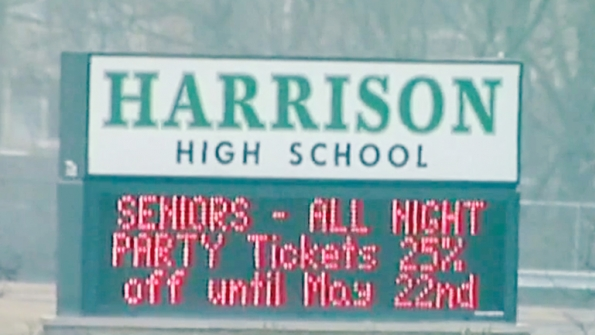 HARRISON
HIGH SCHOOL
SENIORS - ALL NIGHT
PARTY Tickets 25%
off until May 22nd